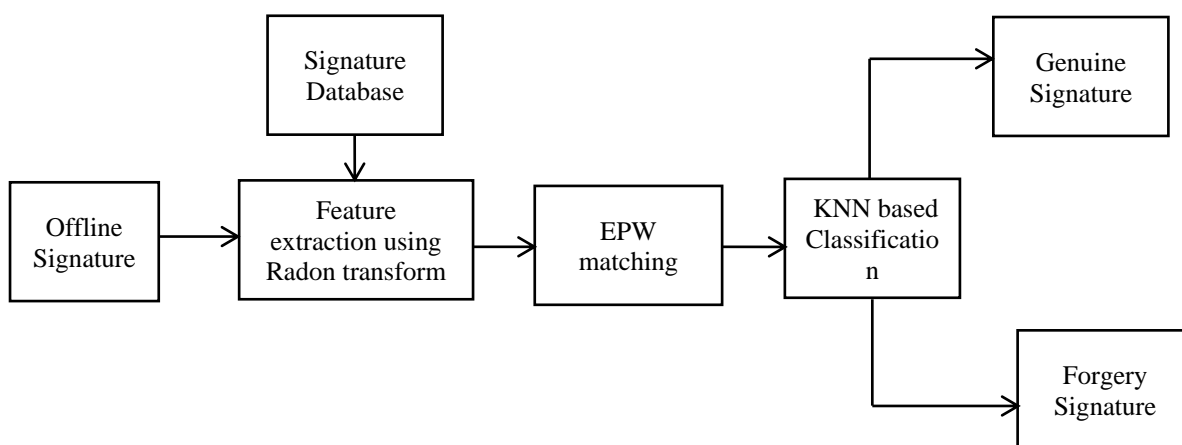 Signature
Database
Genuine
Signature
Offline
Signature
Feature
extraction using
Radon transform
EPW
matching
KNN based
Classificatio
n
Forgery
Signature